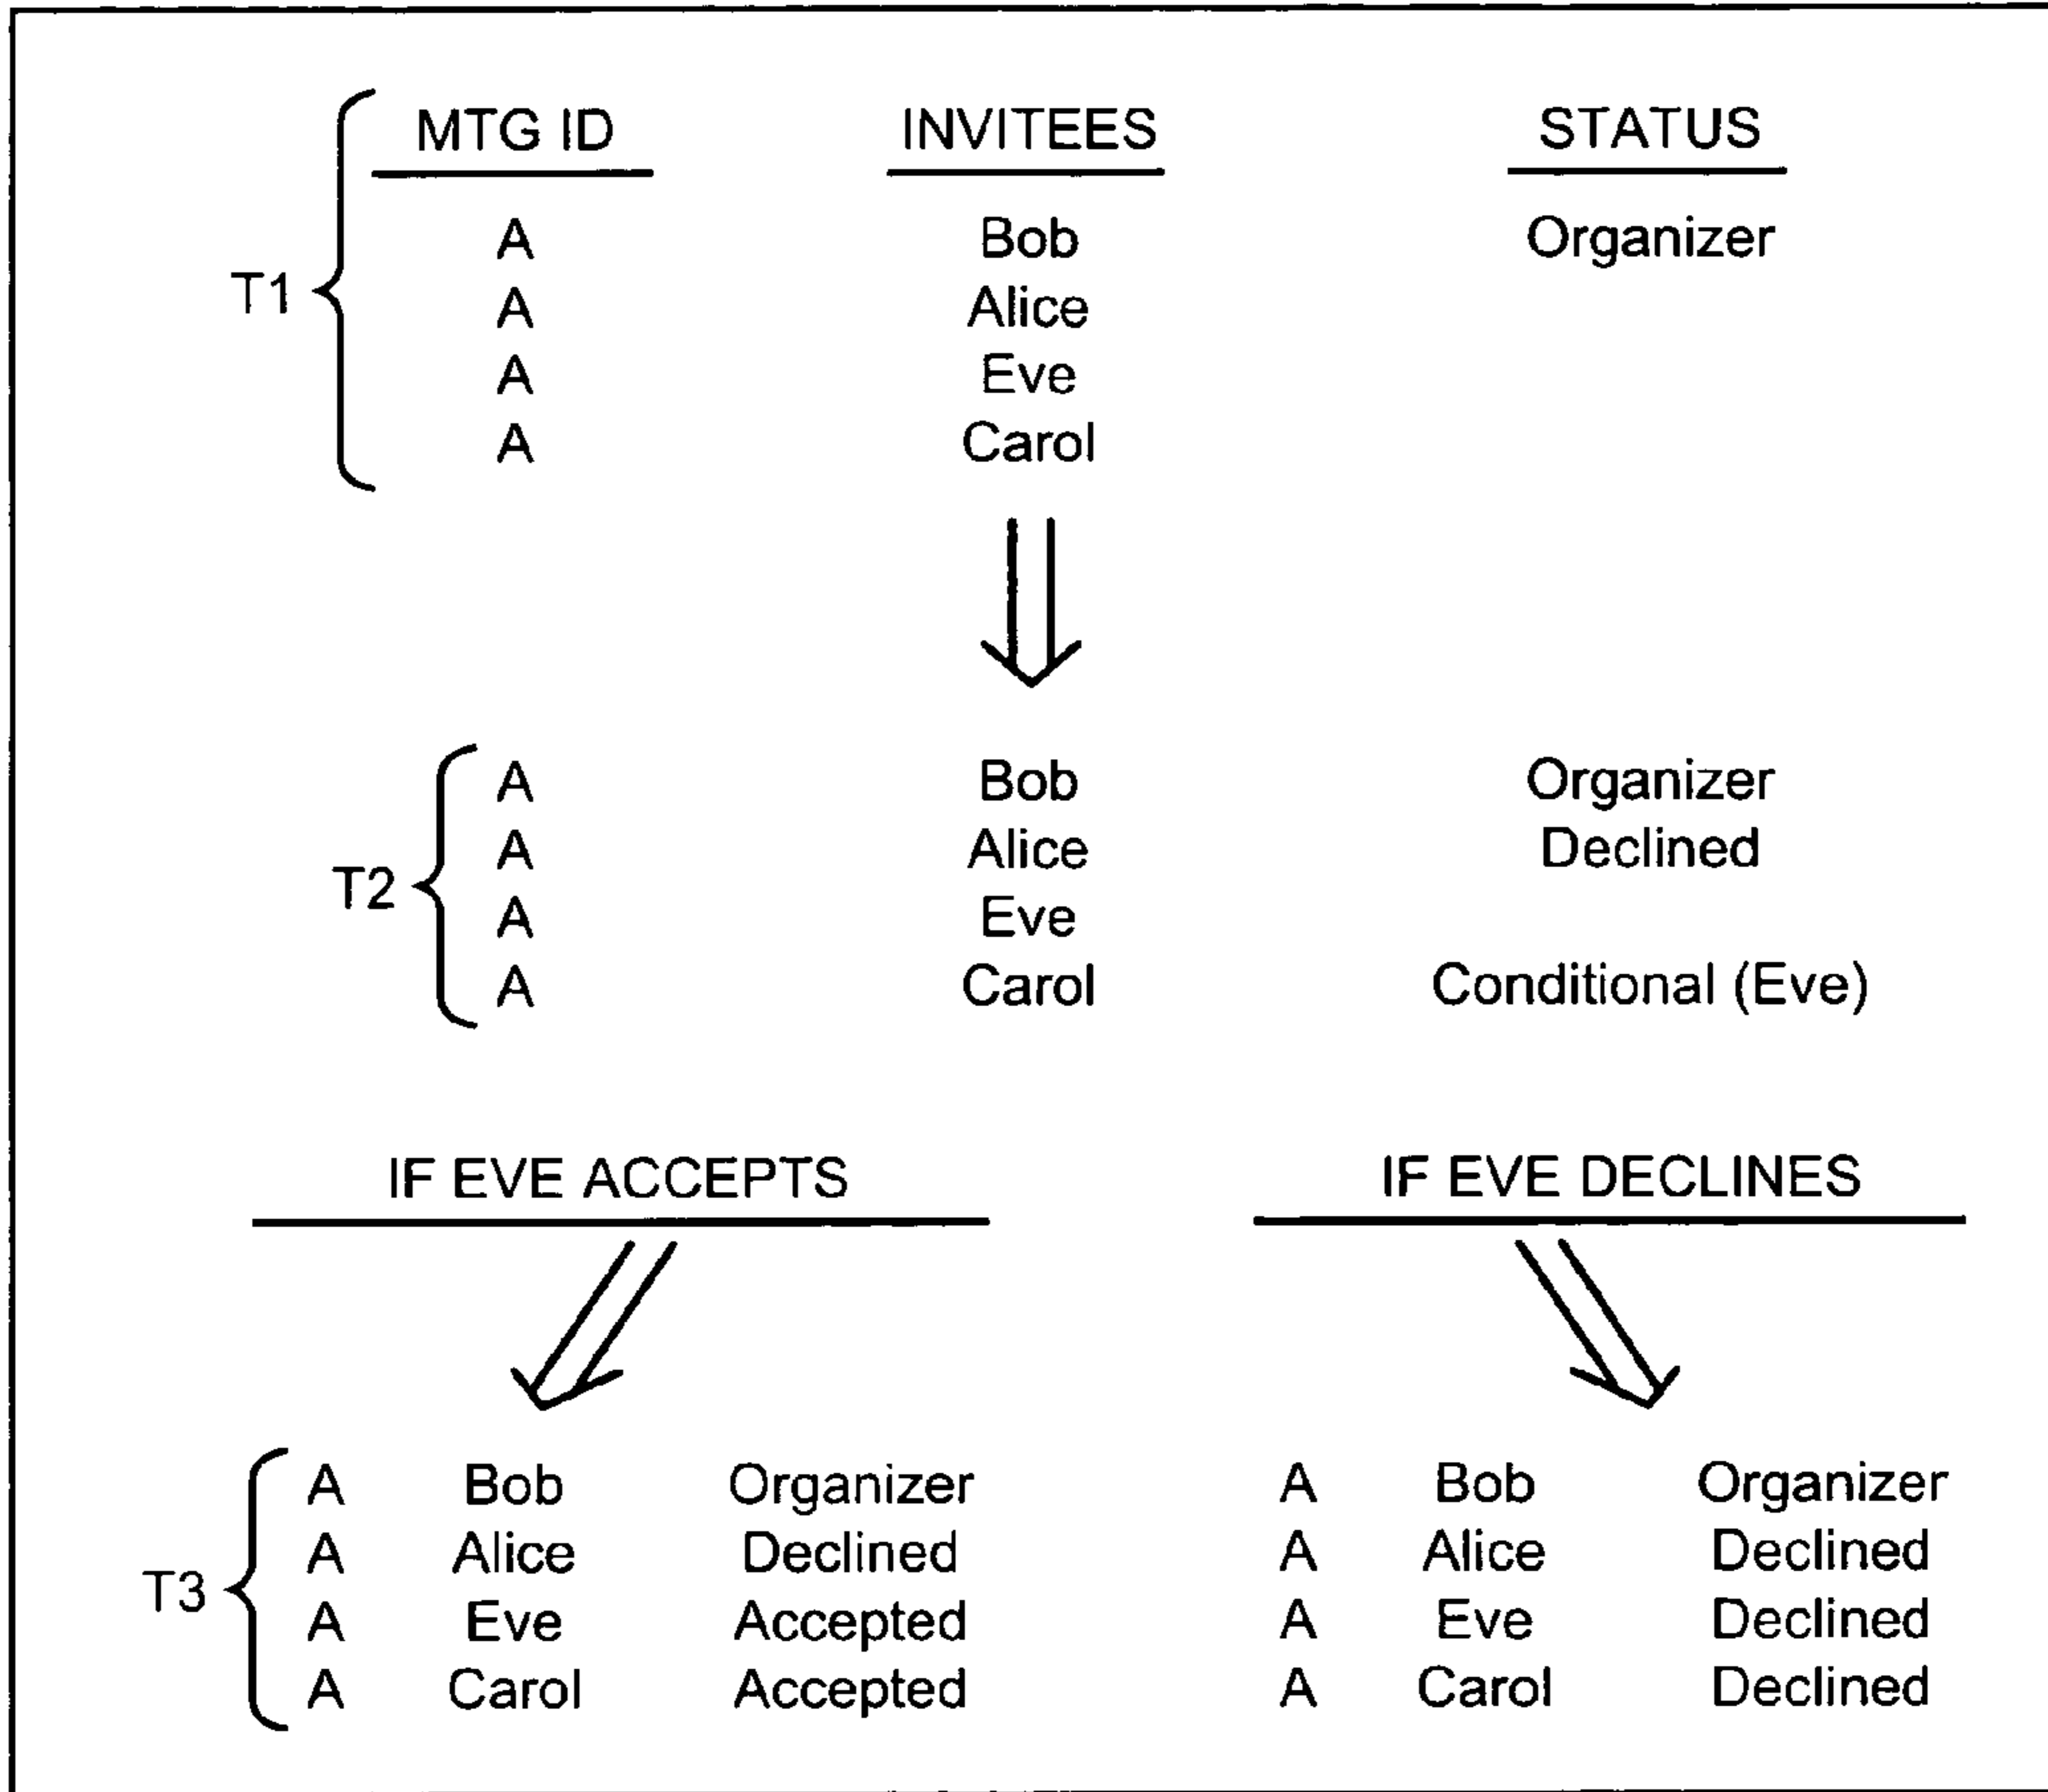 MTG ID INVITEES STATUS
A Bob Organizer
T1
A Alice
A Eve
A Carol
A Bob Organizer
A Alice Declined
T2
A Eve
A Carol Conditional (Eve)
IF EVE ACCEPTS IF EVE DECLINES
A Bob Organizer A Bob Organizer
A Alice Declined A Alice Declined
T3
A Eve Accepted A Eve Declined
A Carol Accepted A Carol Declined